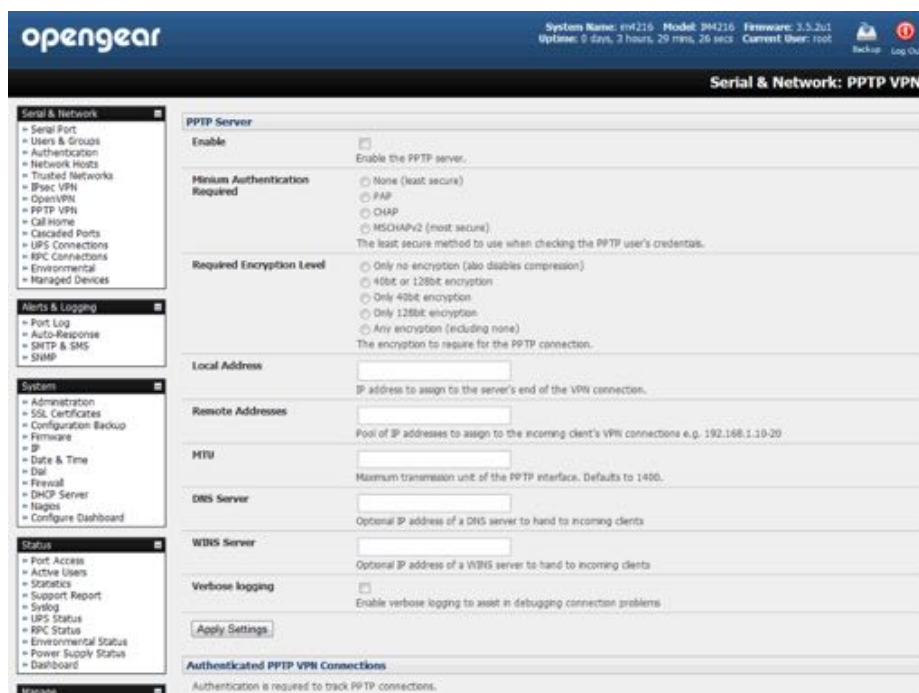 opengear
System Name: im4216 Model: IM4216 Firmware: 3.5.2u1
Uptime: 0 days, 3 hours, 29 mins, 26 secs Current User: root
Backup
Log Ou
Serial & Network: PPTP VPN
Serial & Network
» Serial Port
» Users & Groups
» Authentication
» Network Hosts
» Trusted Networks
» IPsec VPN
» OpenVPN
» PPTP VPN
» Call Home
» Cascaded Ports
» UPS Connections
» RPC Connections
» Environmental
» Managed Devices
Alerts & Logging
» Port Log
» Auto-Response
» SMTP & SMS
» SNMP
System
» Administration
» SSL Certificates
» Configuration Backup
» Firmware
» IP
» Date & Time
» Dial
» Firewall
» DHCP Server
» Nagios
» Configure Dashboard
Status
» Port Access
» Active Users
» Statistics
» Support Report
» Syslog
» UPS Status
» RPC Status
» Environmental Status
» Power Supply Status
» Dashboard
Manage
PPTP Server
Enable
Enable the PPTP server.
Minium Authentication
Required
None (least secure)
PAP
CHAP
MSCHAPv2 (most secure)
The least secure method to use when checking the PPTP user's credentials.
Required Encryption Level
Only no encryption (also disables compression)
40bit or 128bit encryption
Only 40bit encryption
Only 128bit encryption
Any encryption (including none)
The encryption to require for the PPTP connection.
Local Address
IP address to assign to the server's end of the VPN connection.
Remote Addresses
Pool of IP addresses to assign to the incoming client's VPN connections e.g. 192.168.1.10-20
MTU
Maximum transmission unit of the PPTP interface. Defaults to 1400.
DNS Server
Optional IP address of a DNS server to hand to incoming clients
WINS Server
Optional IP address of a WINS server to hand to incoming clients
Verbose logging
Enable verbose logging to assist in debugging connection problems
Apply Settings
Authenticated PPTP VPN Connections
Authentication is required to track PPTP connections.